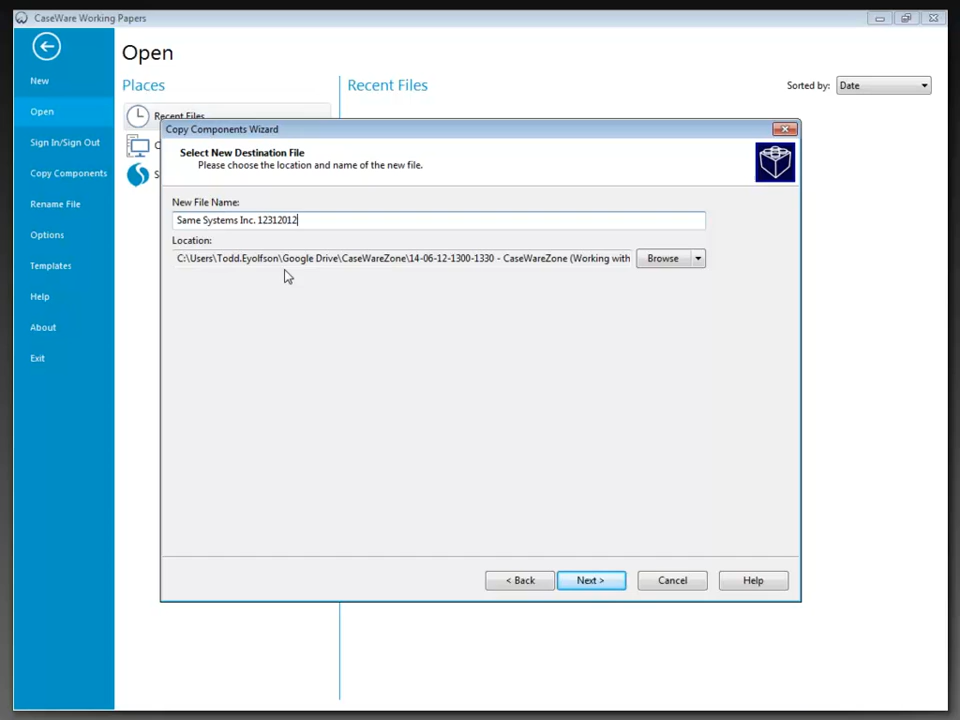 CaseWare Working Papers
New
Open
Sign In/Sign Out
Copy Components
Rename File
Options
Templates
Help
About
Exit
Open
Places
Recent Files
C
S
Recent Files
Sorted by: Date
Copy Components Wizard
Select New Destination File
Please choose the location and name of the new file.
New File Name:
Same Systems Inc. 12312012
Location:
C:\Users\Todd.Eyolfson\Google Drive\CaseWareZone\14-06-12-1300-1330 - CaseWareZone (Working with
Browse
< Back
Next >
Cancel
Help